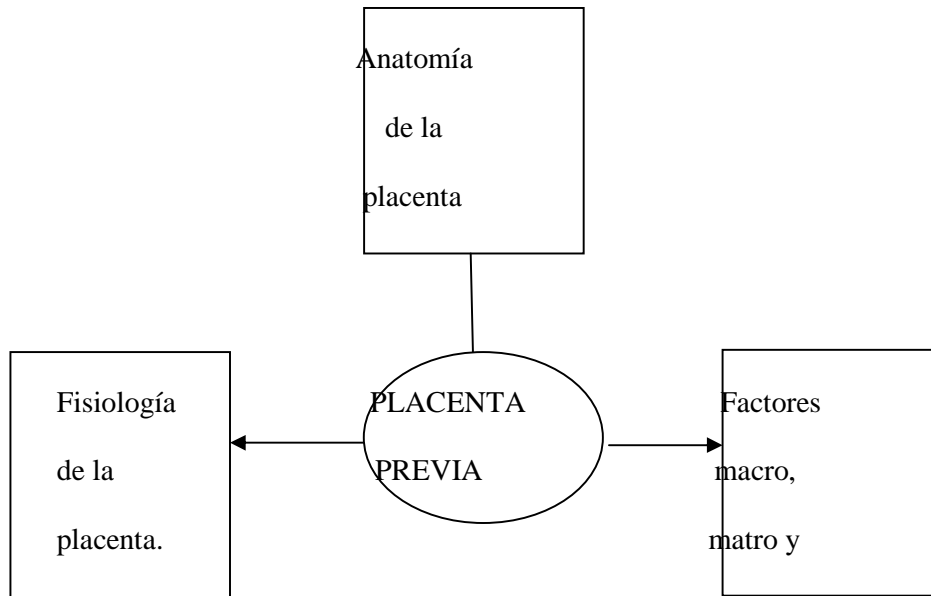 Anatomía
de la
placenta
Fisiología
de la
placenta.
PLACENTA
PREVIA
Factores
macro,
matro y